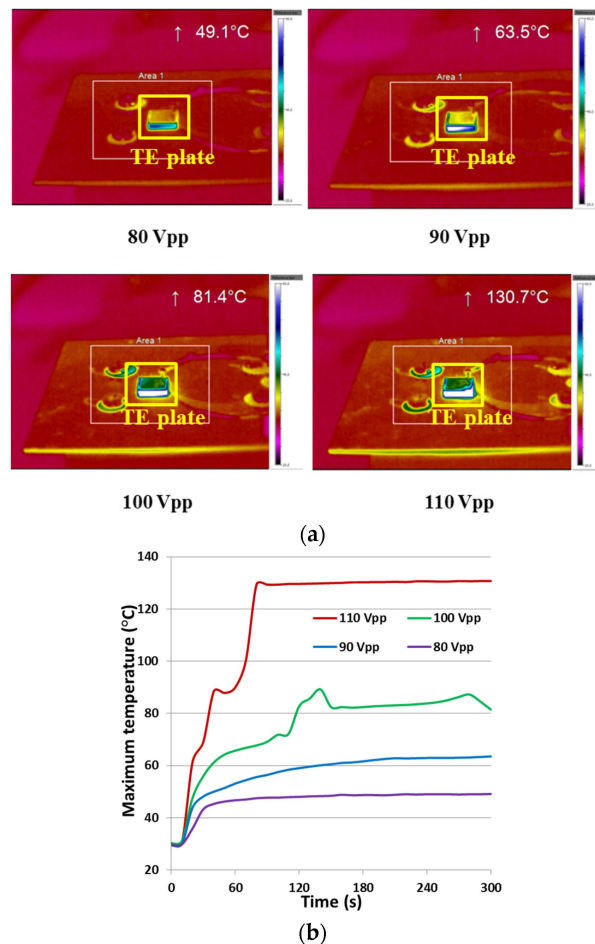 ↑ 49.1°C
Area 1
TE plate
80 Vpp
↑ 63.5°C
Area 1
TE plate
90 Vpp
↑ 81.4°C
Area 1
TE plate
100 Vpp
↑ 130.7°C
Area 1
TE plate
110 Vpp
(a)
Maximum temperature (°C)
140
120
100
80
60
40
20
110 Vpp 100 Vpp
90 Vpp 80 Vpp
0 60 120 180 240 300
Time (s)
(b)